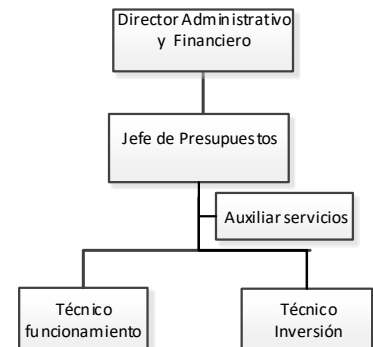 Director Administrativo
y Financiero
Jefe de Presupuestos
Auxiliar servicios
Técnico
funcionamiento
Técnico
Inversión